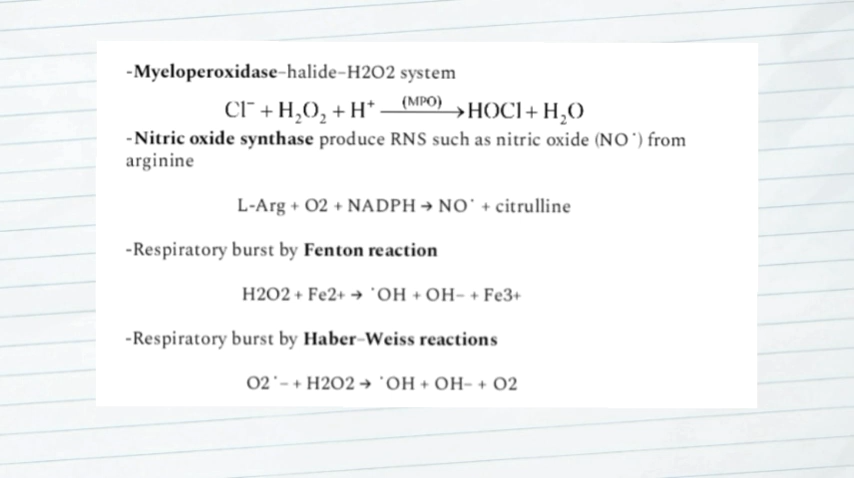 -Myeloperoxidase-halide-H2O2 system
Cl⁻ + H₂O₂ + H⁺ —(MPO)→ HOCl + H₂O
-Nitric oxide synthase produce RNS such as nitric oxide (NO˙) from
arginine
L-Arg + O2 + NADPH → NO˙ + citrulline
-Respiratory burst by Fenton reaction
H2O2 + Fe2+ → ˙OH + OH- + Fe3+
-Respiratory burst by Haber-Weiss reactions
O2˙- + H2O2 → ˙OH + OH- + O2